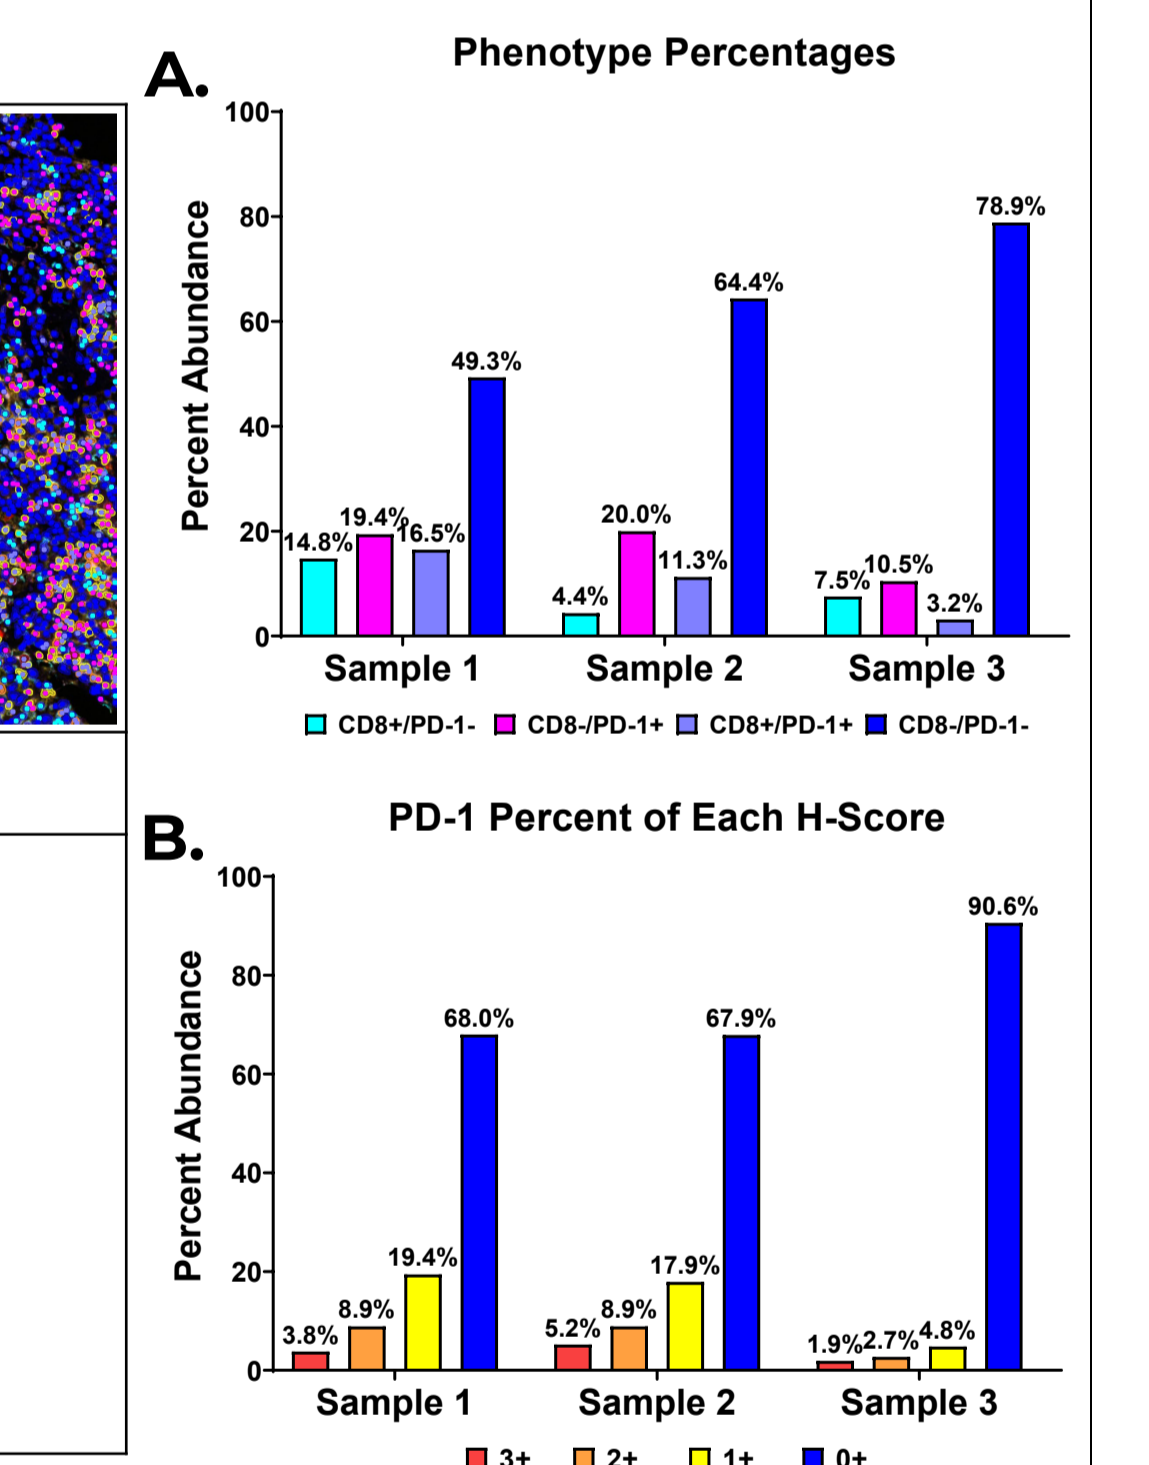 A.
Phenotype Percentages
Percent Abundance
100
80
60
40
20
0
14.8%
19.4%
16.5%
49.3%
4.4%
20.0%
11.3%
64.4%
7.5%
10.5%
3.2%
78.9%
Sample 1
Sample 2
Sample 3
CD8+/PD-1- CD8-/PD-1+ CD8+/PD-1+ CD8-/PD-1-
B.
PD-1 Percent of Each H-Score
Percent Abundance
100
80
60
40
20
0
3.8%
8.9%
19.4%
68.0%
5.2%
8.9%
17.9%
67.9%
1.9%
2.7%
4.8%
90.6%
Sample 1
Sample 2
Sample 3
3+ 2+ 1+ 0+